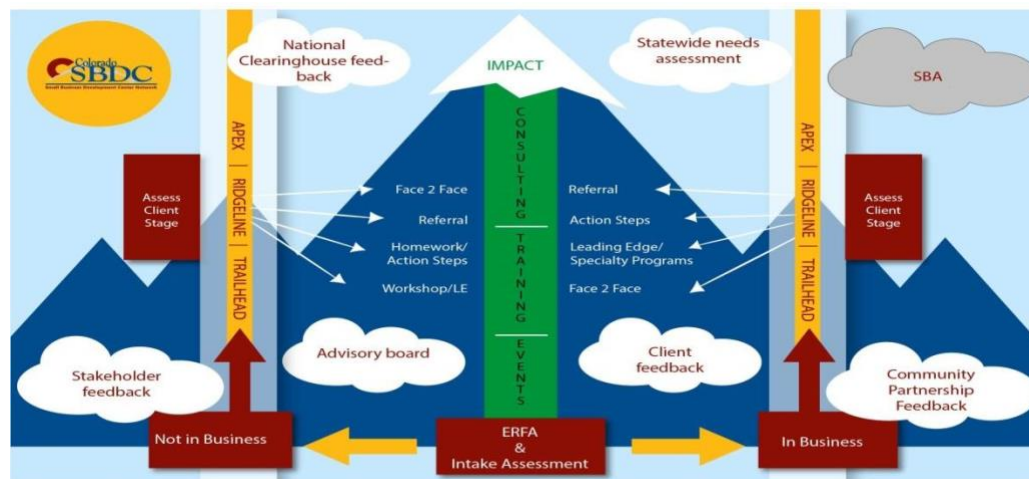 Colorado
SBDC
Small Business Development Center Network
National
Clearinghouse feed-
back
IMPACT
Statewide needs
assessment
SBA
APEX | RIDGELINE | TRAILHEAD
CONSULTING
TRAINING
EVENTS
APEX | RIDGELINE | TRAILHEAD
Assess
Client
Stage
Face 2 Face
Referral
Homework/
Action Steps
Workshop/LE
Referral
Action Steps
Leading Edge/
Specialty Programs
Face 2 Face
Assess
Client
Stage
Stakeholder
feedback
Advisory board
Client
feedback
Community
Partnership
Feedback
Not in Business
ERFA
&
Intake Assessment
In Business